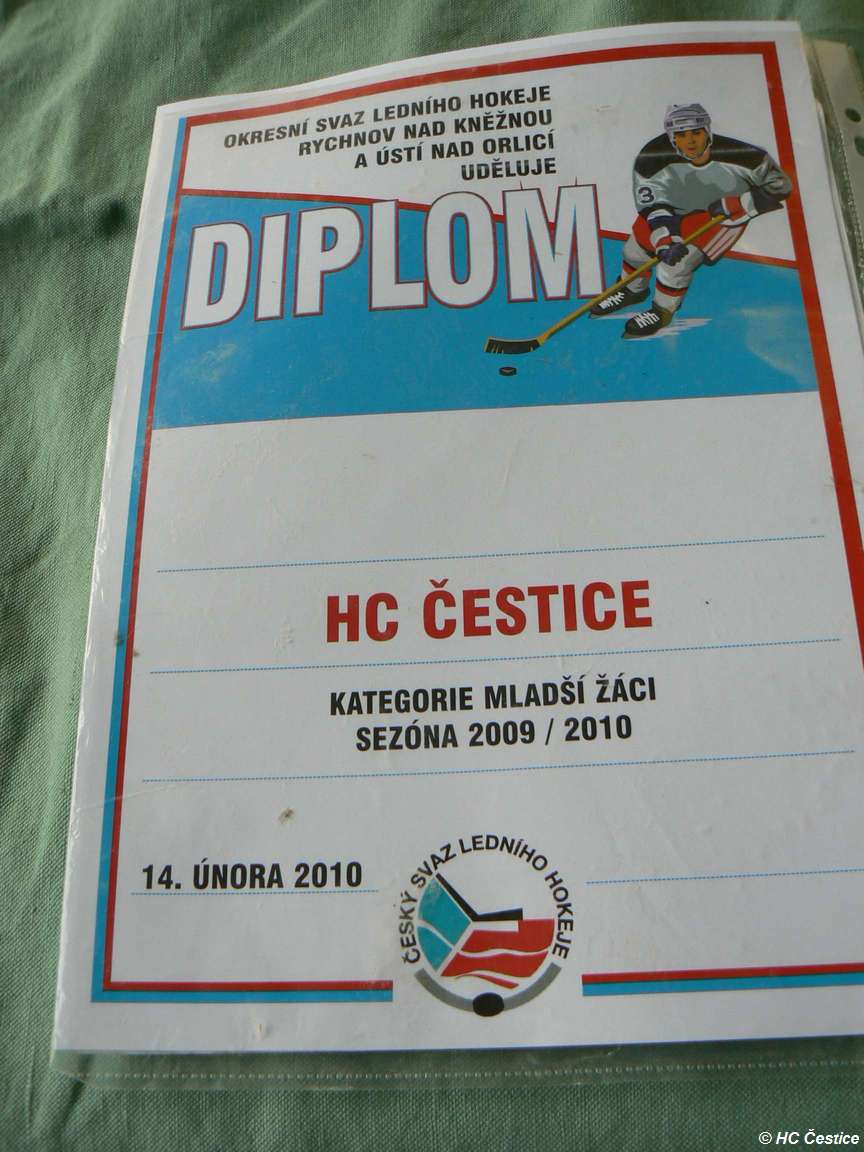 OKRESNÍ SVAZ LEDNÍHO HOKEJE
RYCHNOV NAD KNĚŽNOU
A ÚSTÍ NAD ORLICÍ
UDĚLUJE
DIPLOM
3
HC ČESTICE
KATEGORIE MLADŠÍ ŽÁCI
SEZÓNA 2009 / 2010
14. ÚNORA 2010
ČESKÝ SVAZ LEDNÍHO HOKEJE
© HC Čestice